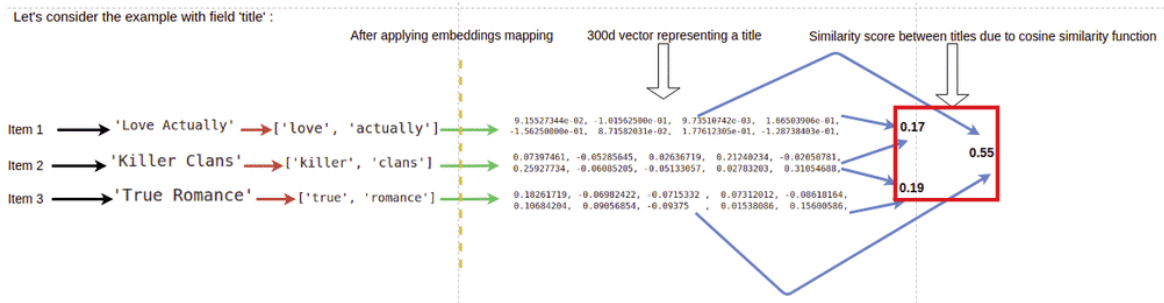 Let's consider the example with field 'title' :
After applying embeddings mapping
300d vector representing a title
Similarity score between titles due to cosine similarity function
Item 1
'Love Actually'
['love', 'actually']
9.15527344e-02, -1.01562500e-01, 9.73510742e-03, 1.66503906e-01,
-1.56250000e-01, 8.71582031e-02, 1.77612305e-01, -1.28738403e-01,
0.17
Item 2
'Killer Clans'
['killer', 'clans']
0.07397461, -0.05285645, 0.02636719, 0.21240234, -0.02050781,
0.25927734, -0.06085205, -0.05133057, 0.02783203, 0.31054688,
0.55
Item 3
'True Romance'
['true', 'romance']
0.18261719, -0.06982422, -0.0715332 , 0.07312012, -0.08618164,
0.10684204, 0.09056854, -0.09375 , 0.01538086, 0.15600586,
0.19